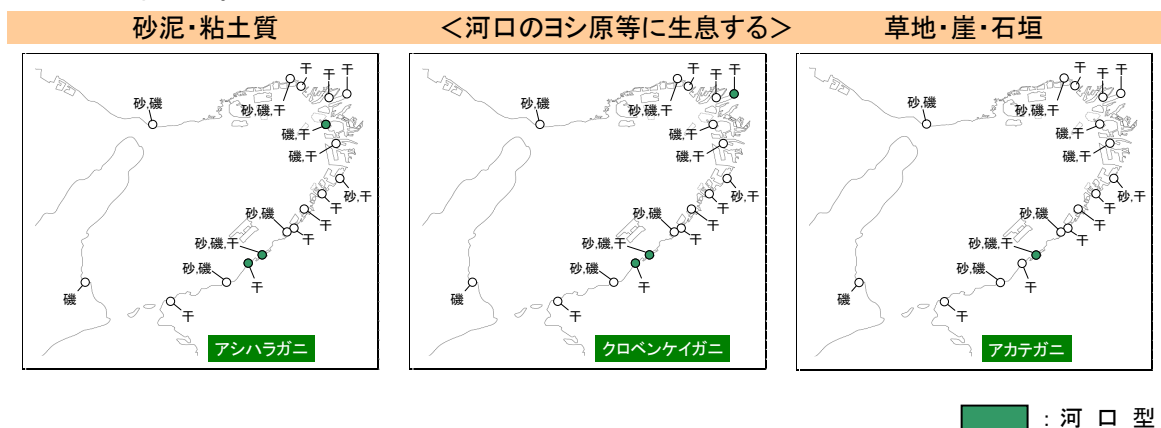 砂泥・粘土質
<河口のヨシ原等に生息する>
草地・崖・石垣
干
干
干
砂,磯
砂,磯,干
磯,干
磯,干
砂,干
干
干
砂,磯
干
砂,磯,干
砂,磯
干
磯
干
アシハラガニ
干
干
干
砂,磯
砂,磯,干
磯,干
磯,干
砂,干
干
干
砂,磯
干
砂,磯,干
砂,磯
干
磯
干
クロベンケイガニ
干
干
干
砂,磯
砂,磯,干
磯,干
磯,干
砂,干
干
干
砂,磯
干
砂,磯,干
砂,磯
干
磯
干
アカテガニ
:河口型